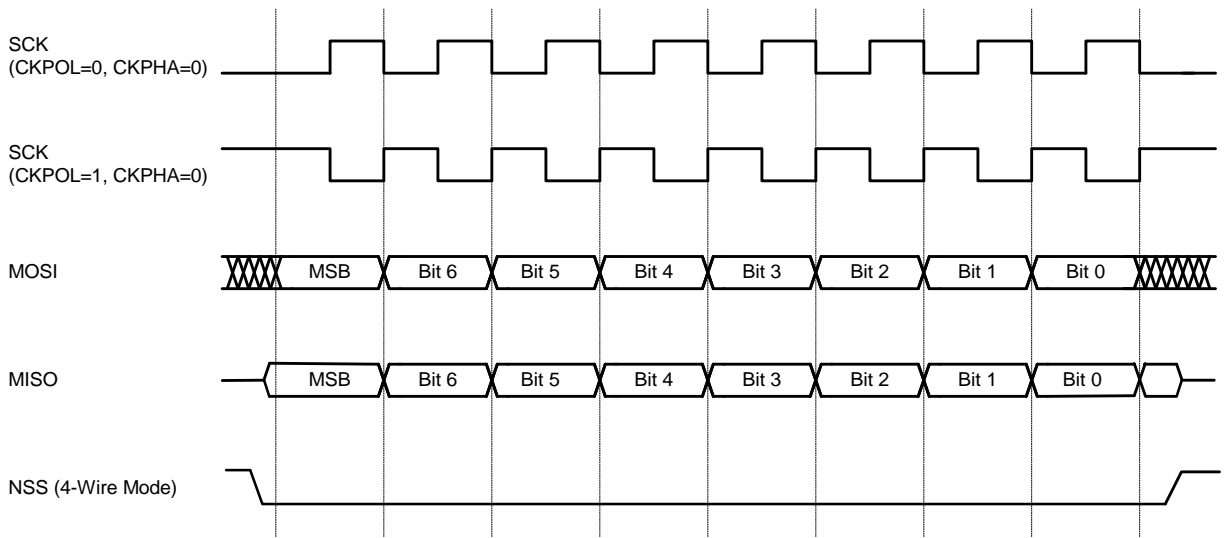 SCK
(CKPOL=0, CKPHA=0)
SCK
(CKPOL=1, CKPHA=0)
MOSI
MSB
Bit 6
Bit 5
Bit 4
Bit 3
Bit 2
Bit 1
Bit 0
MISO
MSB
Bit 6
Bit 5
Bit 4
Bit 3
Bit 2
Bit 1
Bit 0
NSS (4-Wire Mode)